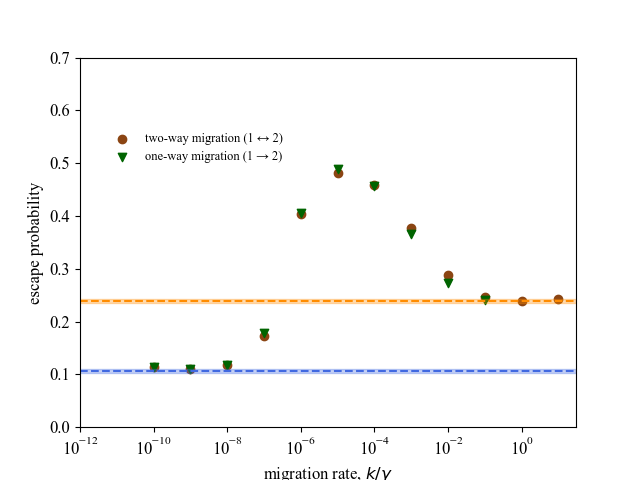 0.7
0.6
0.5
0.4
0.3
0.2
0.1
0.0
escape probability
two-way migration (1 ↔ 2)
one-way migration (1 → 2)
10⁻¹² 10⁻¹⁰ 10⁻⁸ 10⁻⁶ 10⁻⁴ 10⁻² 10⁰
migration rate, k/γ